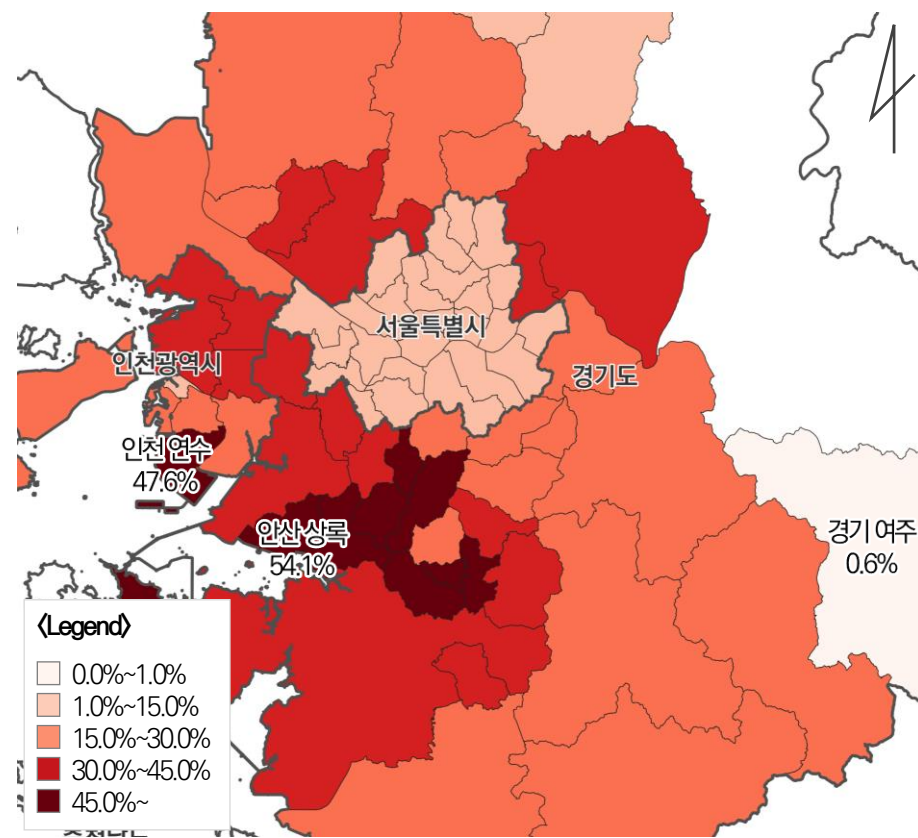 서울특별시
인천광역시
경기도
인천 연수
47.6%
안산 상록
54.1%
경기 여주
0.6%
〈Legend〉
0.0%~1.0%
1.0%~15.0%
15.0%~30.0%
30.0%~45.0%
45.0%~